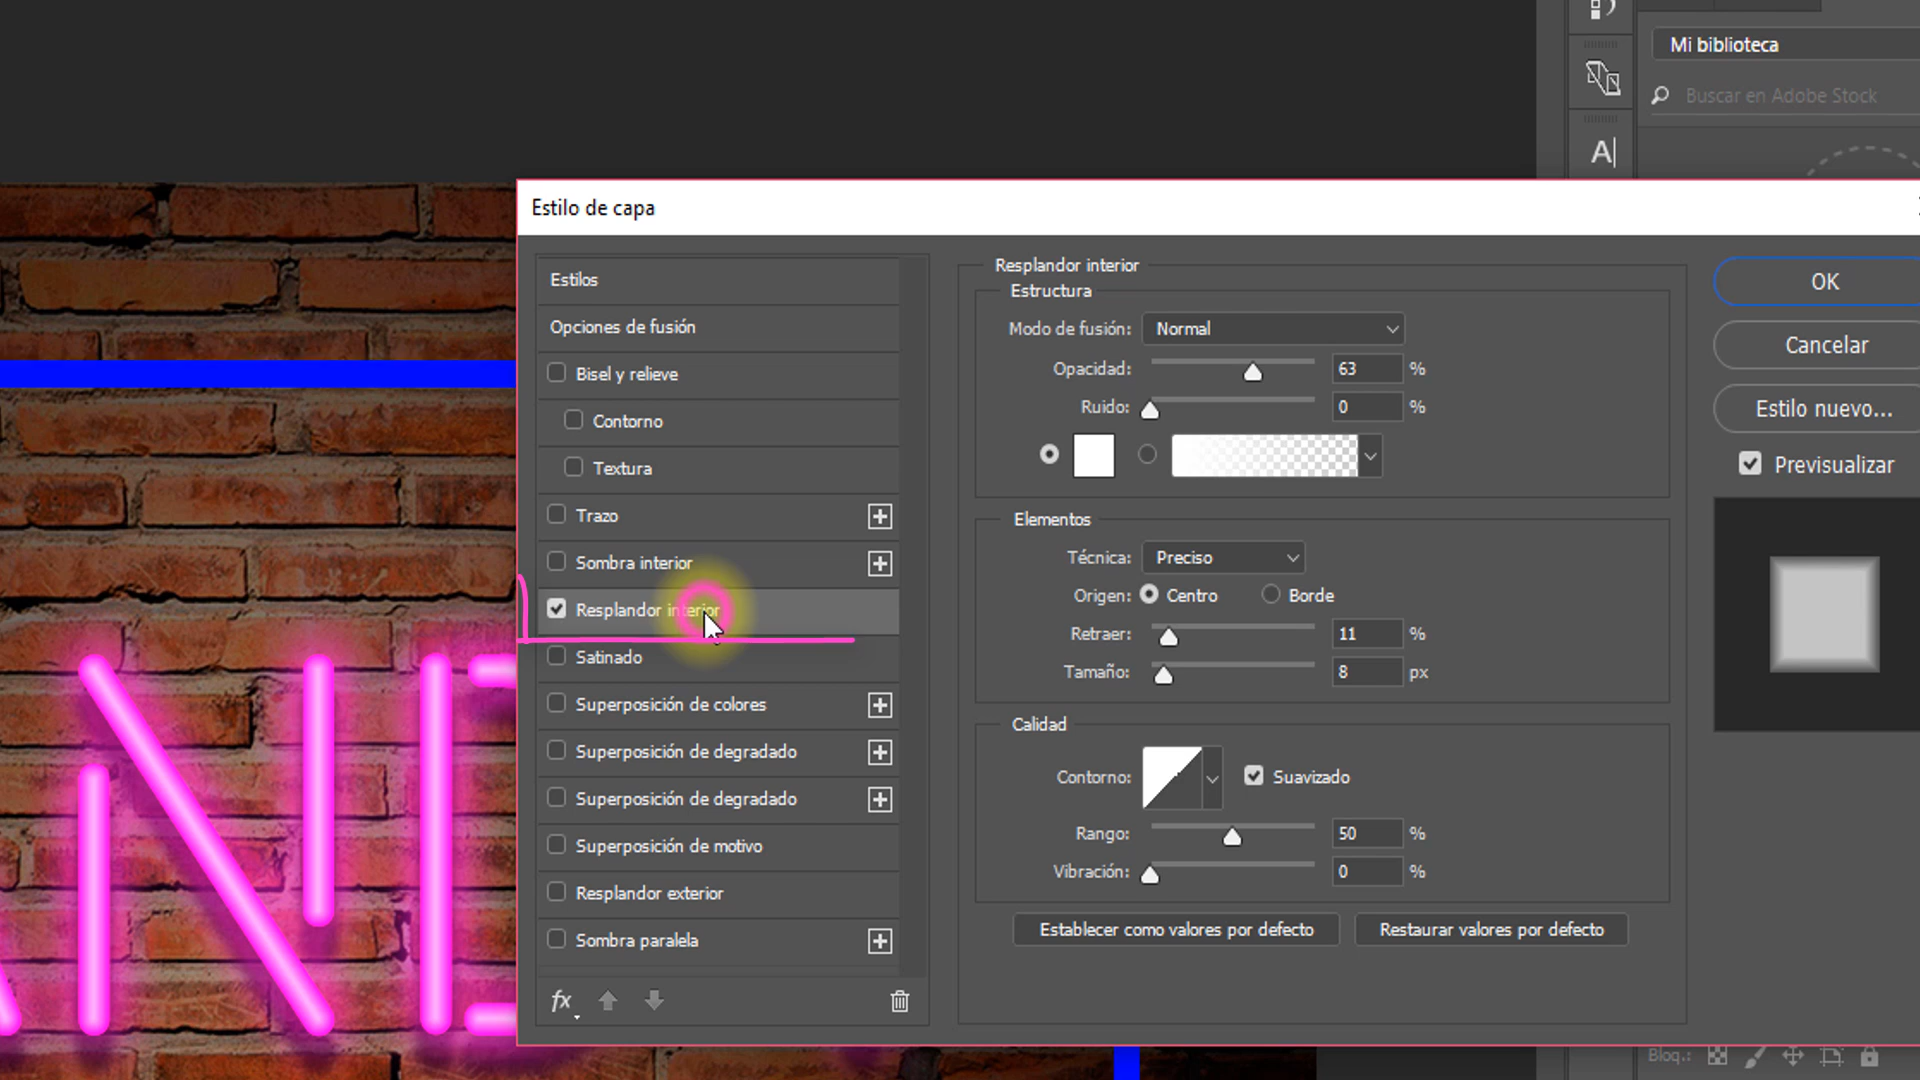 Mi biblioteca
Buscar en Adobe Stock
A|
Estilo de capa
Estilos
Opciones de fusión
Bisel y relieve
Contorno
Textura
Trazo
Sombra interior
Resplandor interior
Satinado
Superposición de colores
Superposición de degradado
Superposición de degradado
Superposición de motivo
Resplandor exterior
Sombra paralela
fx
Resplandor interior
Estructura
Modo de fusión: Normal
Opacidad: 63 %
Ruido: 0 %
Elementos
Técnica: Preciso
Origen: Centro Borde
Retraer: 11 %
Tamaño: 8 px
Calidad
Contorno: Suavizado
Rango: 50 %
Vibración: 0 %
Establecer como valores por defecto Restaurar valores por defecto
OK
Cancelar
Estilo nuevo...
Previsualizar
Bloq.: